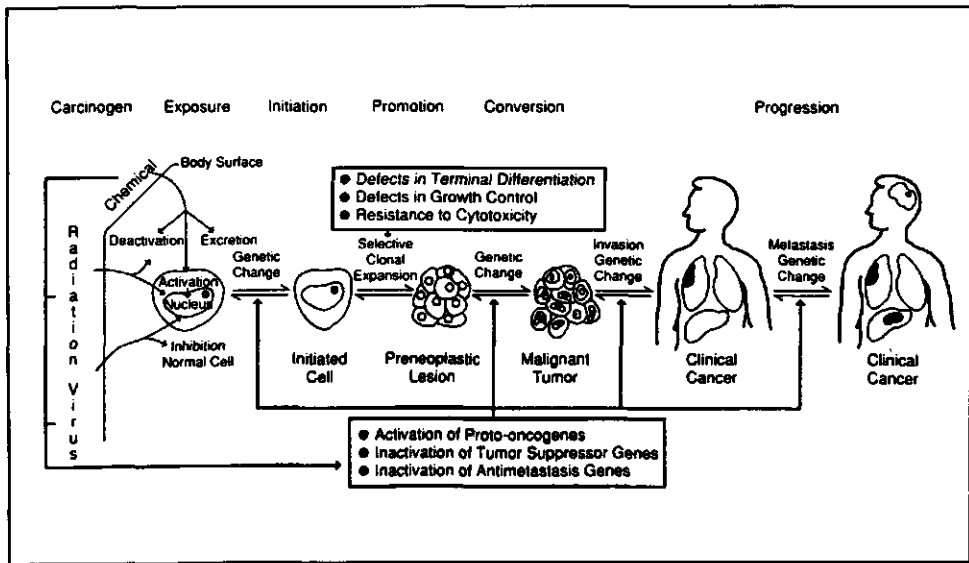 Carcinogen Exposure Initiation Promotion Conversion Progression
Chemical
Body Surface
Radiation Virus
Deactivation
Excretion
Activation
Nucleus
Inhibition
Normal Cell
Genetic
Change
Initiated
Cell
● Defects in Terminal Differentiation
● Defects in Growth Control
● Resistance to Cytotoxicity
Selective
Clonal
Expansion
Preneoplastic
Lesion
Genetic
Change
Malignant
Tumor
Invasion
Genetic
Change
Clinical
Cancer
Metastasis
Genetic
Change
Clinical
Cancer
● Activation of Proto-oncogenes
● Inactivation of Tumor Suppressor Genes
● Inactivation of Antimetastasis Genes